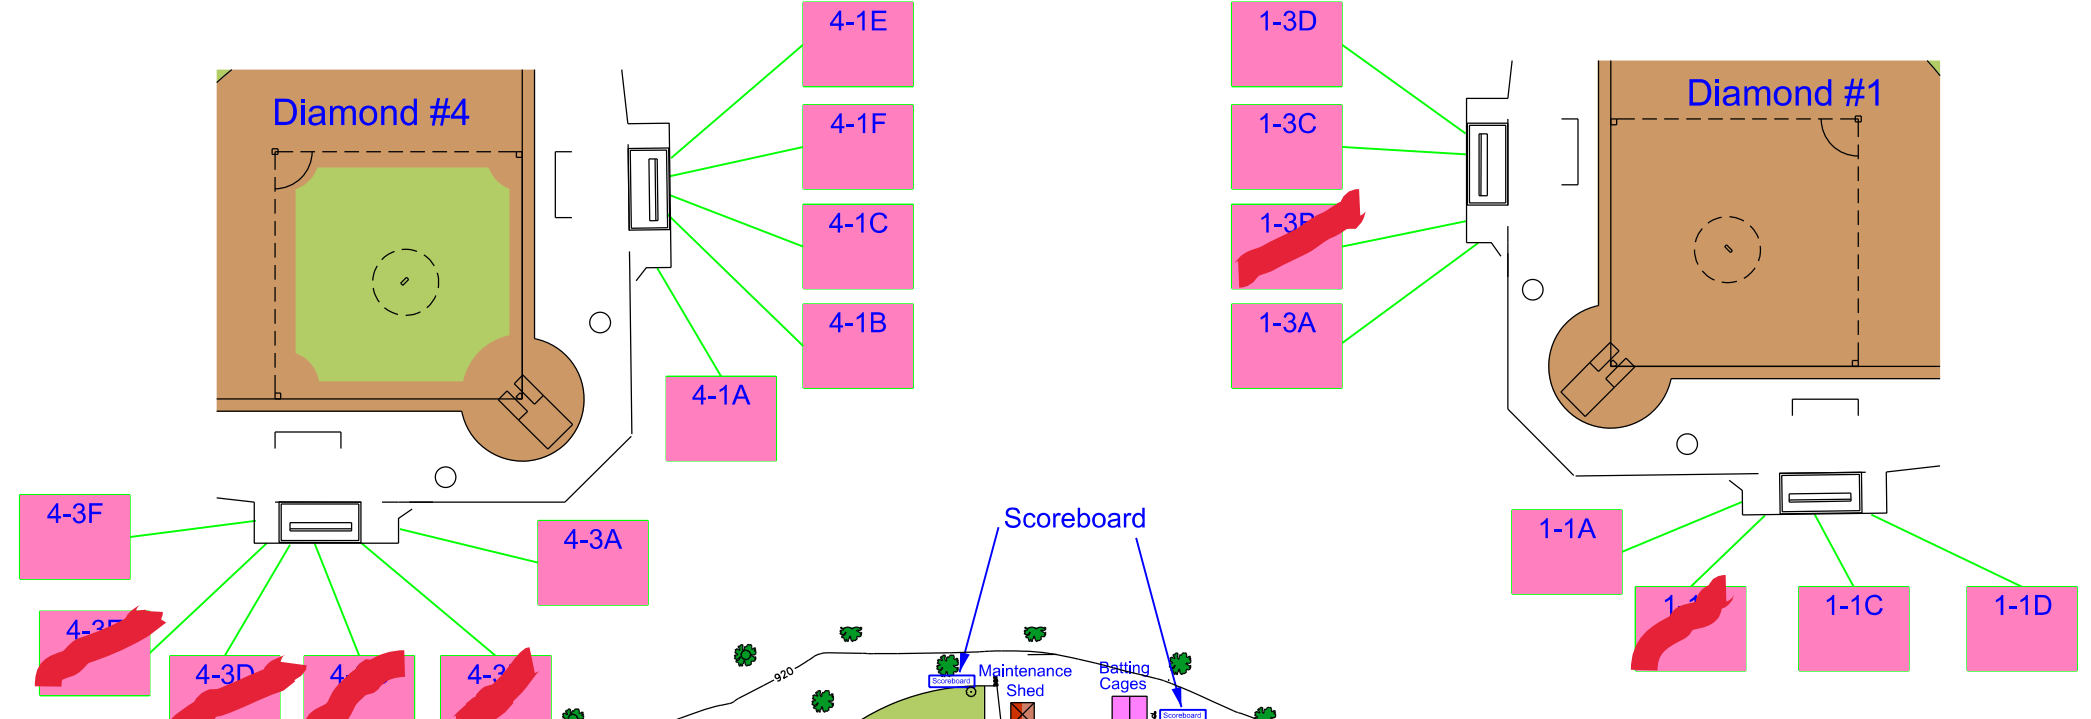 4-1E
1-3D
Diamond #4
Diamond #1
4-1F
1-3C
4-1C
4-1B
1-3A
4-1A
4-3F
4-3A
Scoreboard
1-1A
1-1C
1-1D
4-3D
920
Maintenance
Shed
Batting
Cages
Scoreboard
Scoreboard